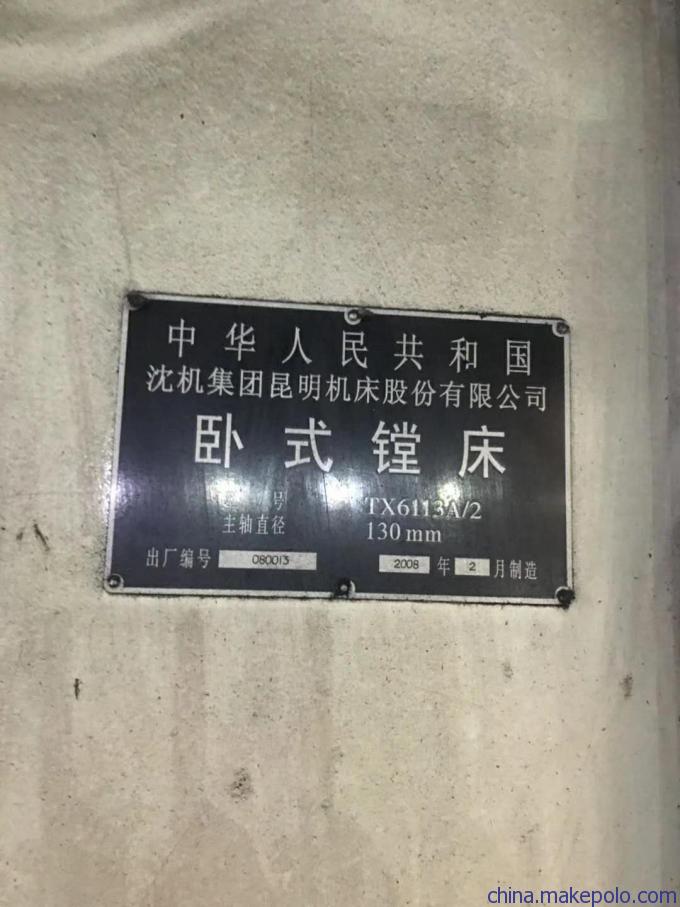 中华人民共和国
沈机集团昆明机床股份有限公司
卧式镗床
号 TX6113A/2
主轴直径 130mm
出厂编号 080013 2008 年 2 月制造
china.makepolo.com